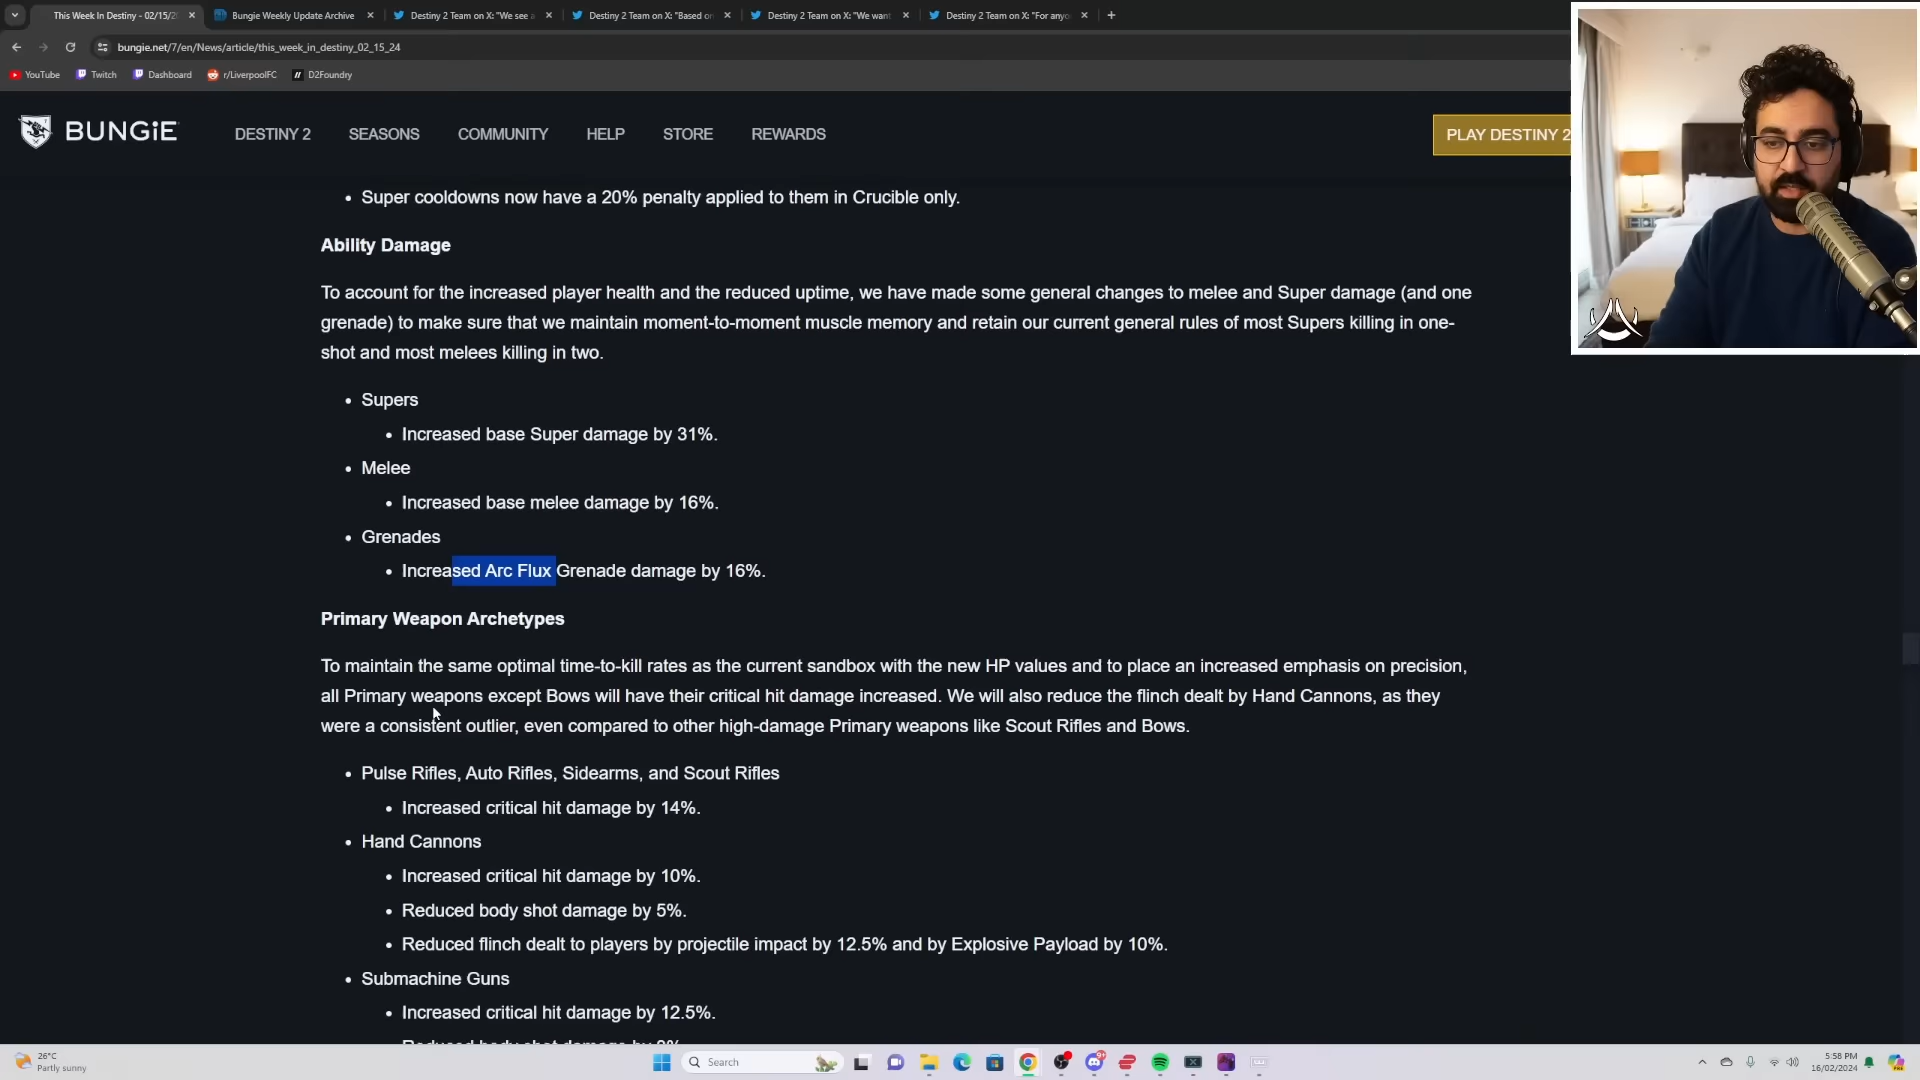 This Week In Destiny - 02/15/2
Bungie Weekly Update Archive
Destiny 2 Team on X: "We see a
Destiny 2 Team on X: "Based on
Destiny 2 Team on X: "We want
Destiny 2 Team on X: "For anyo
bungie.net/7/en/News/article/this_week_in_destiny_02_15_24
YouTube
Twitch
Dashboard
r/LiverpoolFC
D2Foundry
BUNGiE
DESTINY 2
SEASONS
COMMUNITY
HELP
STORE
REWARDS
PLAY DESTINY 2
• Super cooldowns now have a 20% penalty applied to them in Crucible only.
Ability Damage
To account for the increased player health and the reduced uptime, we have made some general changes to melee and Super damage (and one
grenade) to make sure that we maintain moment-to-moment muscle memory and retain our current general rules of most Supers killing in one-
shot and most melees killing in two.
• Supers
• Increased base Super damage by 31%.
• Melee
• Increased base melee damage by 16%.
• Grenades
• Increased Arc Flux Grenade damage by 16%.
Primary Weapon Archetypes
To maintain the same optimal time-to-kill rates as the current sandbox with the new HP values and to place an increased emphasis on precision,
all Primary weapons except Bows will have their critical hit damage increased. We will also reduce the flinch dealt by Hand Cannons, as they
were a consistent outlier, even compared to other high-damage Primary weapons like Scout Rifles and Bows.
• Pulse Rifles, Auto Rifles, Sidearms, and Scout Rifles
• Increased critical hit damage by 14%.
• Hand Cannons
• Increased critical hit damage by 10%.
• Reduced body shot damage by 5%.
• Reduced flinch dealt to players by projectile impact by 12.5% and by Explosive Payload by 10%.
• Submachine Guns
• Increased critical hit damage by 12.5%.
26°C
Partly sunny
Search
5:58 PM
16/02/2024